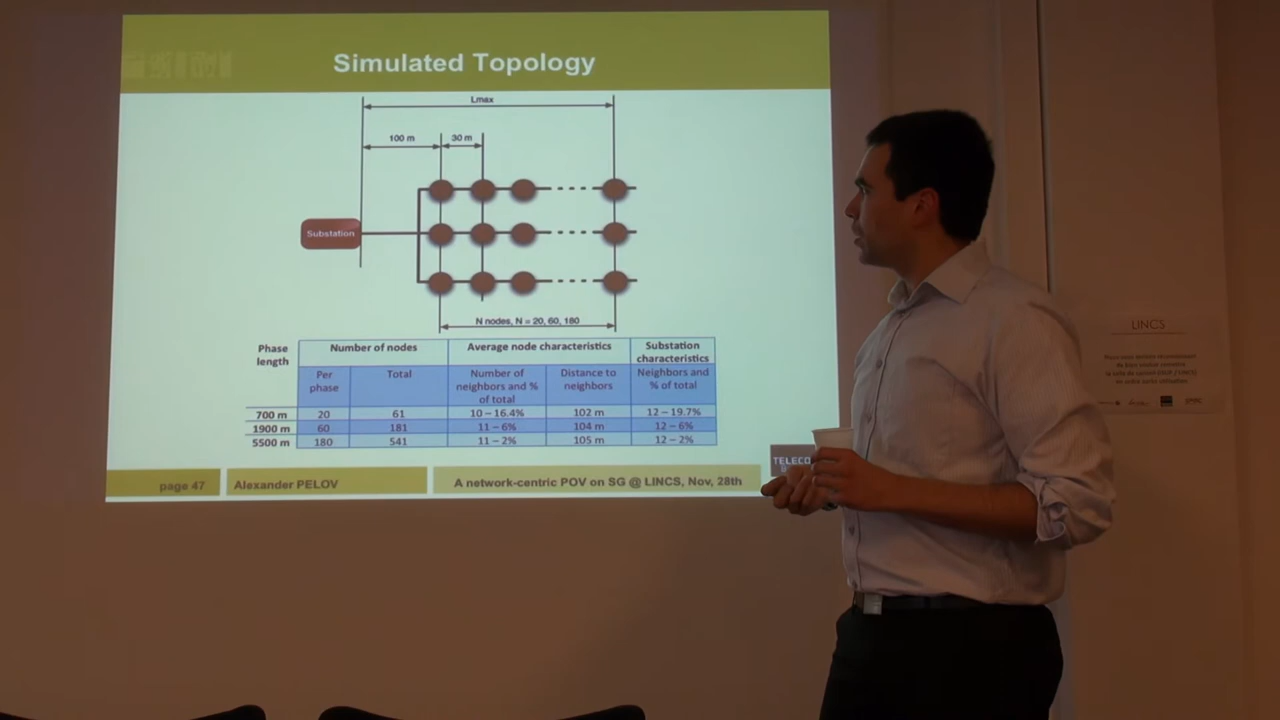 Simulated Topology
Lmax
100 m
30 m
Substation
N nodes, N = 20, 60, 180
Phase length
Number of nodes
Average node characteristics
Substation characteristics
Per phase
Total
Number of neighbors and % of total
Distance to neighbors
Neighbors and % of total
700 m 20 61 10 – 16.4% 102 m 12 – 19.7%
1900 m 60 181 11 – 6% 104 m 12 – 6%
5500 m 180 541 11 – 2% 105 m 12 – 2%
page 47
Alexander PELOV
A network-centric POV on SG @ LINCS, Nov, 28th
TELECO
LINCS